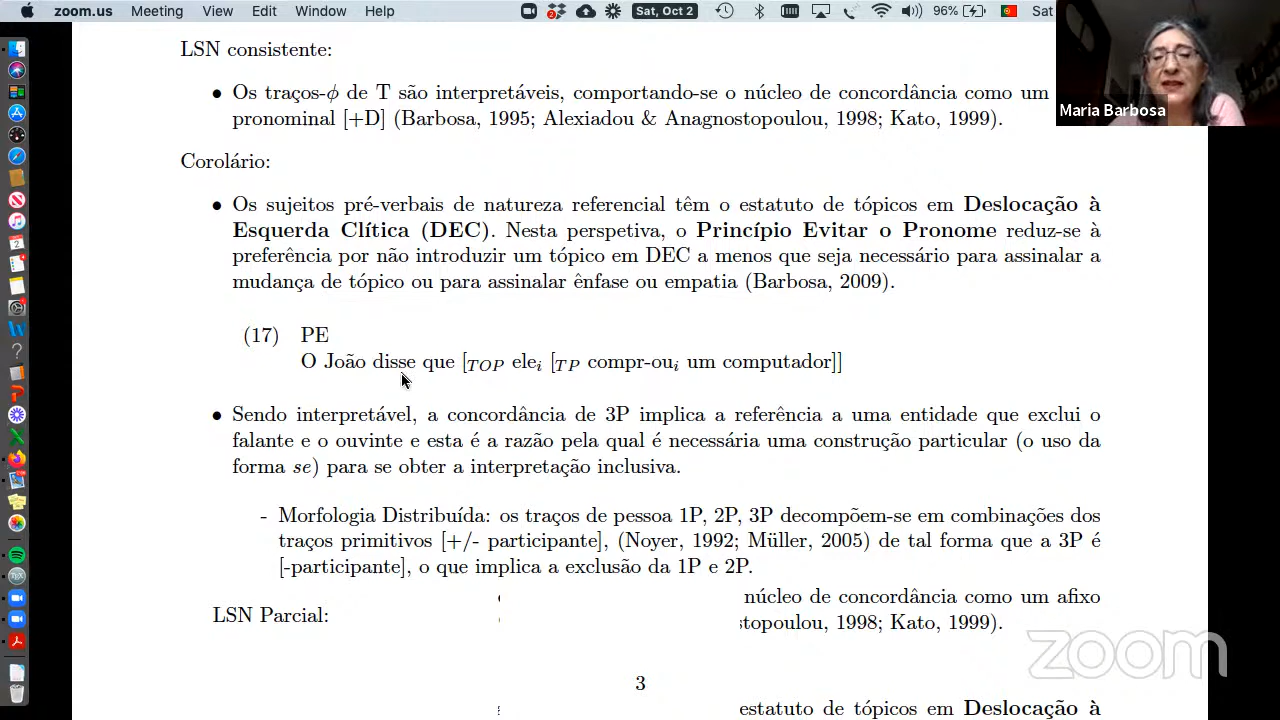 zoom.us Meeting View Edit Window Help Sat, Oct 2 96% Sat
LSN consistente:
• Os traços-ϕ de T são interpretáveis, comportando-se o núcleo de concordância como um
pronominal [+D] (Barbosa, 1995; Alexiadou & Anagnostopoulou, 1998; Kato, 1999).
Maria Barbosa
Corolário:
• Os sujeitos pré-verbais de natureza referencial têm o estatuto de tópicos em Deslocação à
Esquerda Clítica (DEC). Nesta perspetiva, o Princípio Evitar o Pronome reduz-se à
preferência por não introduzir um tópico em DEC a menos que seja necessário para assinalar a
mudança de tópico ou para assinalar ênfase ou empatia (Barbosa, 2009).
(17) PE
O João disse que [TOP elei [TP compr-oui um computador]]
• Sendo interpretável, a concordância de 3P implica a referência a uma entidade que exclui o
falante e o ouvinte e esta é a razão pela qual é necessária uma construção particular (o uso da
forma se) para se obter a interpretação inclusiva.
- Morfologia Distribuída: os traços de pessoa 1P, 2P, 3P decompõem-se em combinações dos
traços primitivos [+/- participante], (Noyer, 1992; Müller, 2005) de tal forma que a 3P é
[-participante], o que implica a exclusão da 1P e 2P.
núcleo de concordância como um afixo
LSN Parcial:
stopoulou, 1998; Kato, 1999).
zoom
3
estatuto de tópicos em Deslocação à